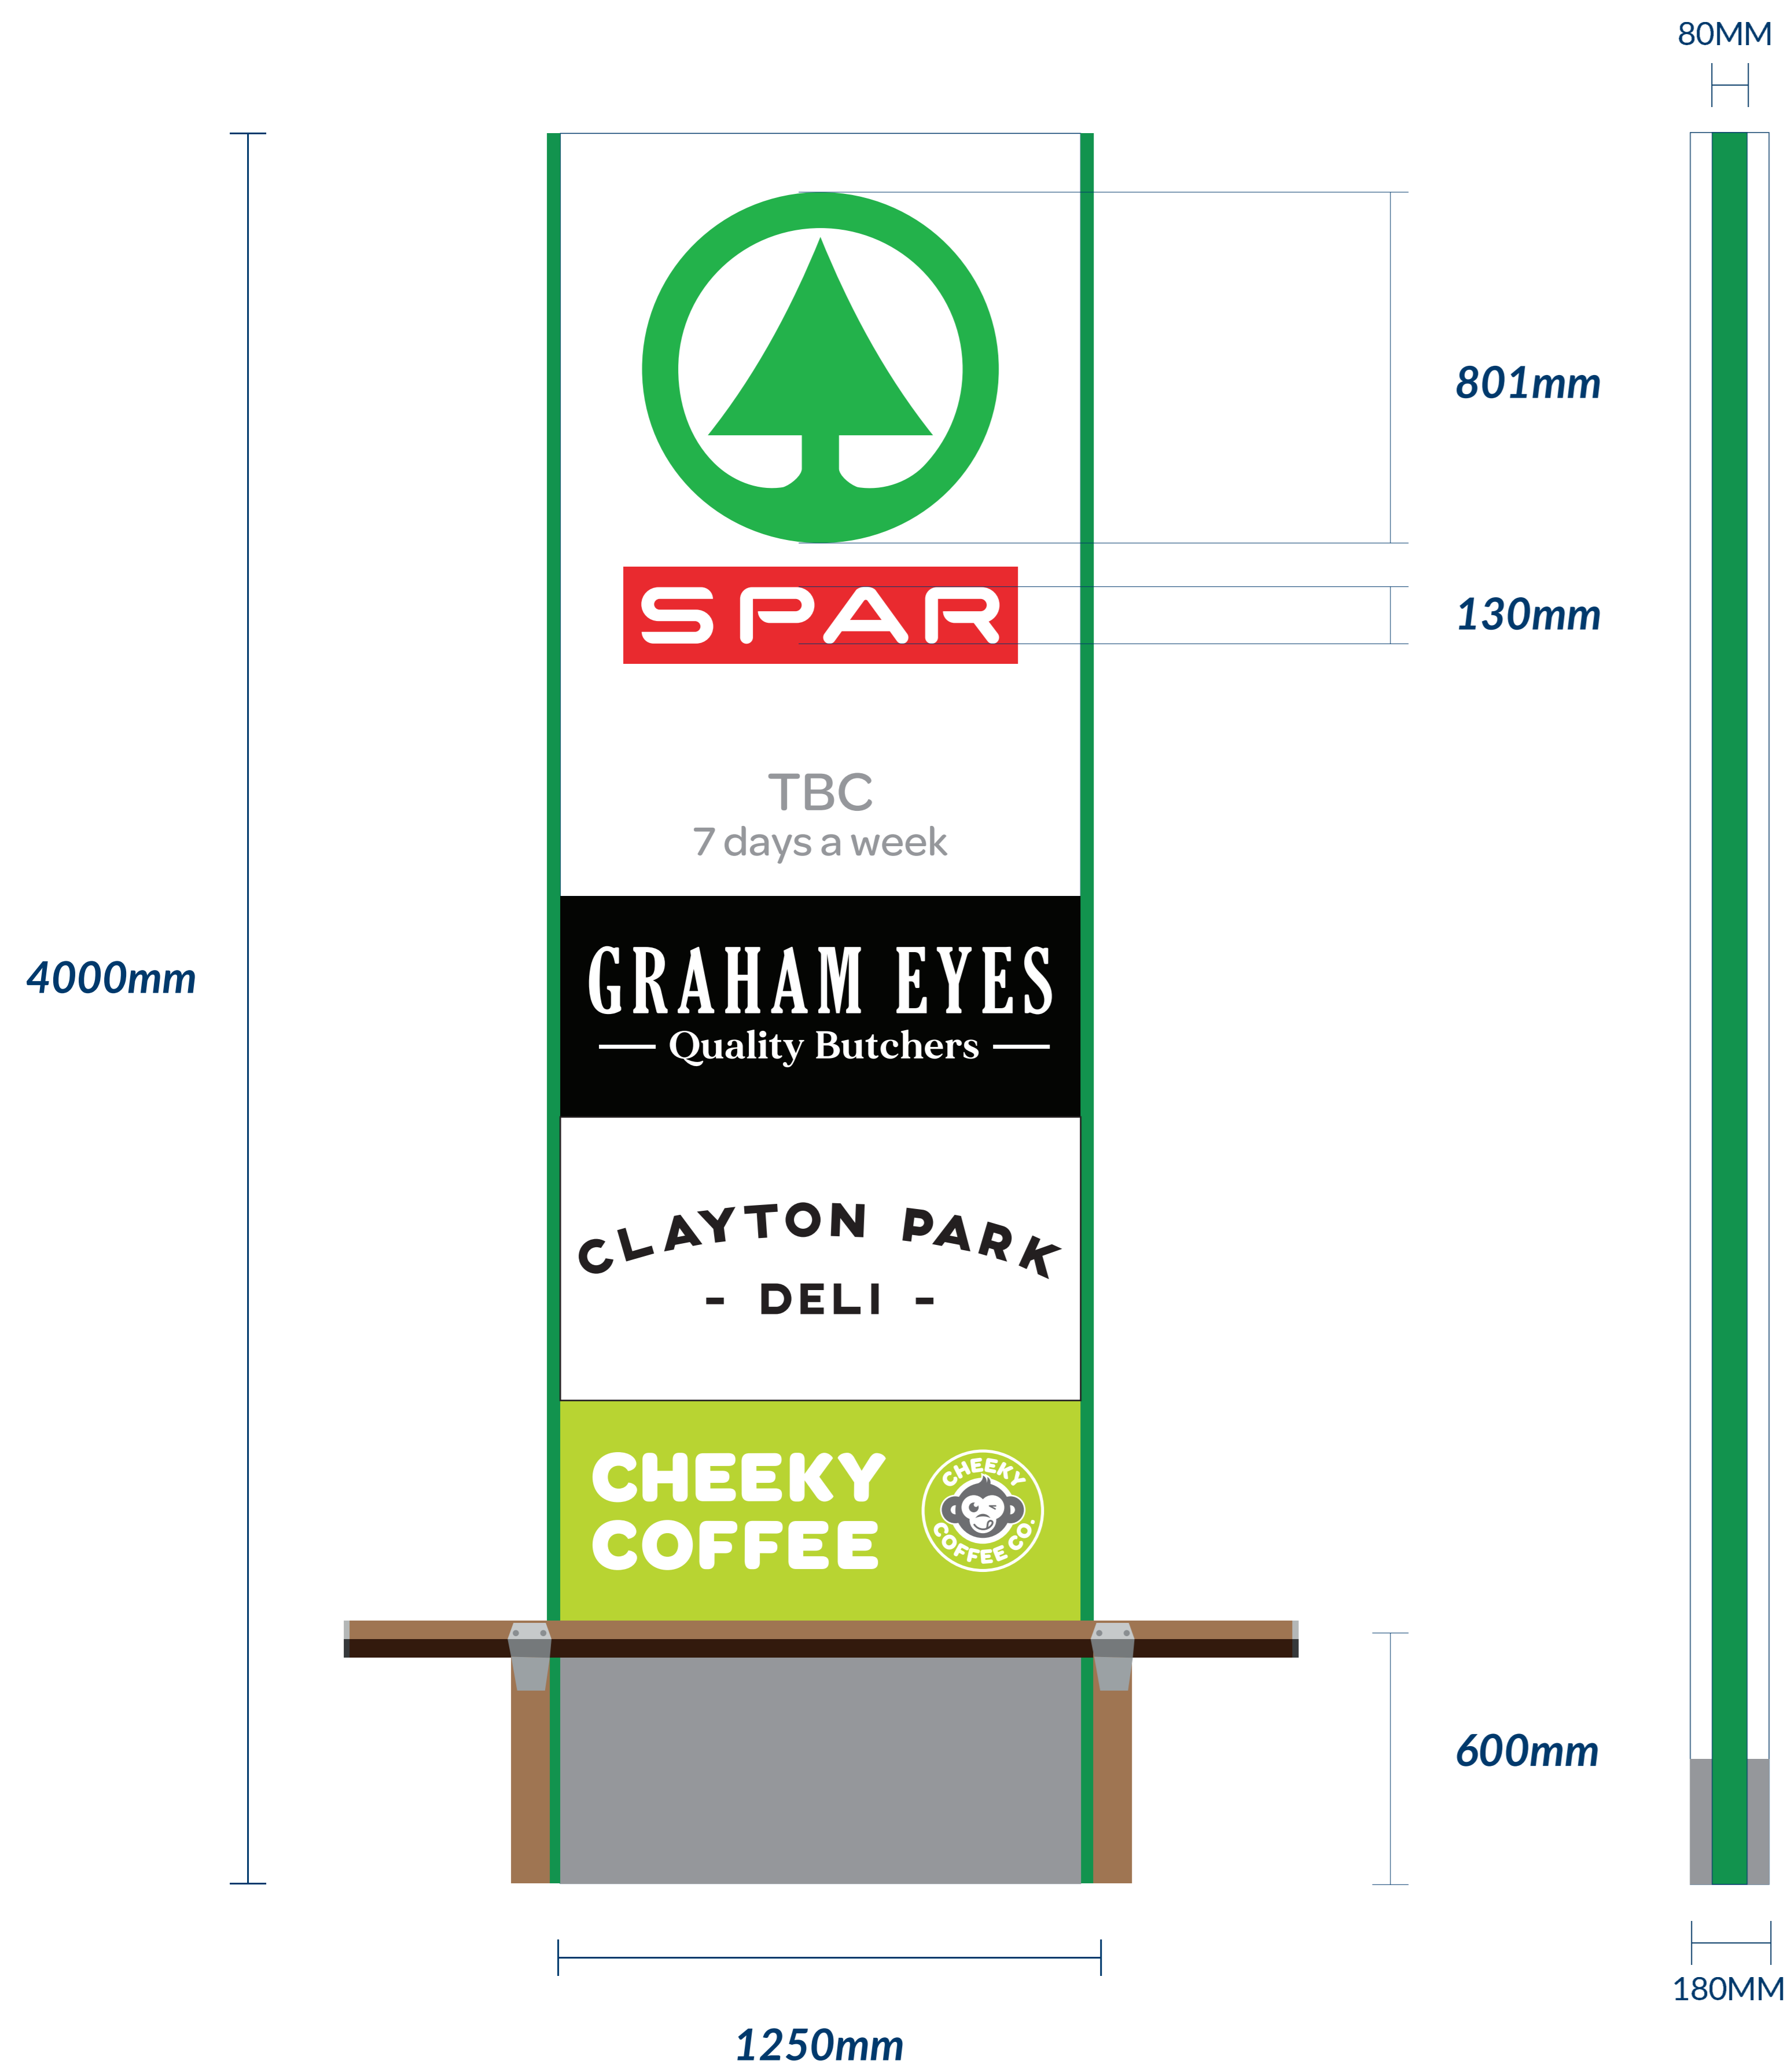 80MM
801mm
SPAR
130mm
TBC
7 days a week
4000mm
GRAHAM EYES
Quality Butchers
CLAYTON PARK
- DELI -
CHEEKY
COFFEE
CHEEKY
COFFEE CO.
600mm
180MM
1250mm